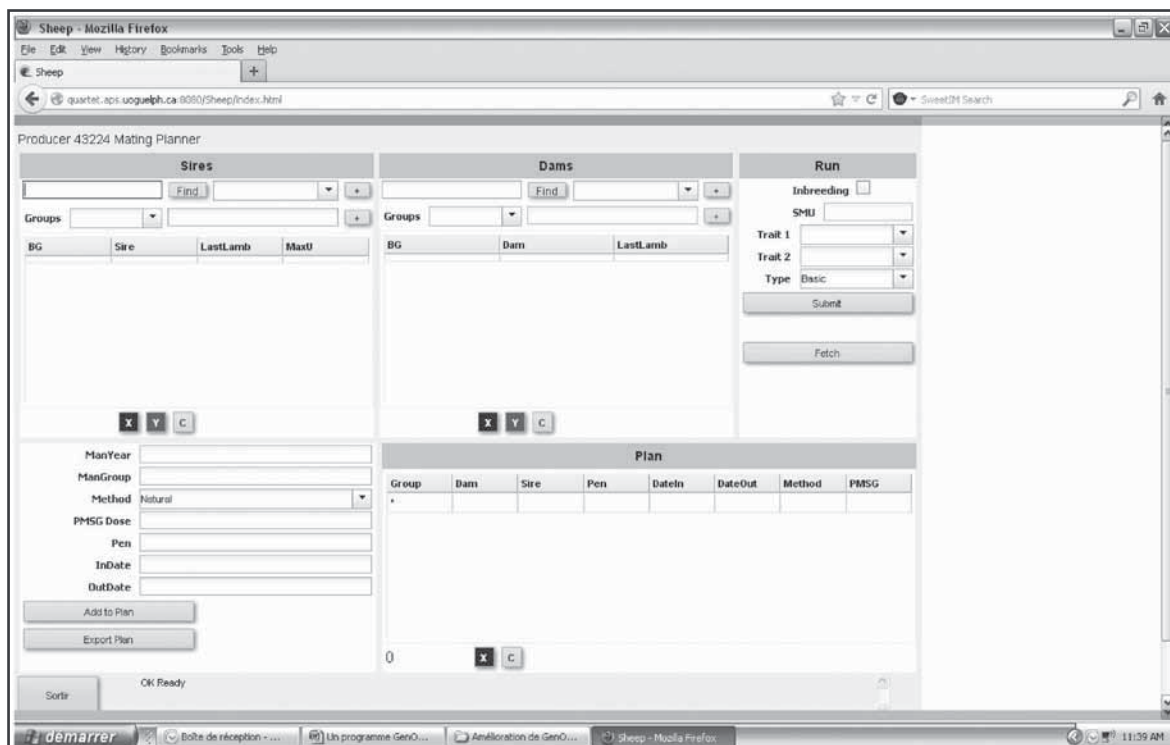 Sheep - Mozilla Firefox
File Edit View History Bookmarks Tools Help
Sheep +
quartet.aps.uoguelph.ca:8080/Sheep/index.html SweetIM Search
Producer 43224 Mating Planner
Sires Dams Run
Find + Find + Inbreeding
Groups + Groups + SMU
BG Sire LastLamb MaxU BG Dam LastLamb Trait 1
Trait 2
Type Basic
Submit
Fetch
X Y C X Y C
ManYear Plan
ManGroup Group Dam Sire Pen DateIn DateOut Method PMSG
Method Natural *
PMSG Dose
Pen
InDate
OutDate
Add to Plan
Export Plan
0 X C
Sortir OK Ready
démarrer Boîte de réception - ... Un programme GenO... Amélioration de GenO... Sheep - Mozilla Firefox 11:39 AM